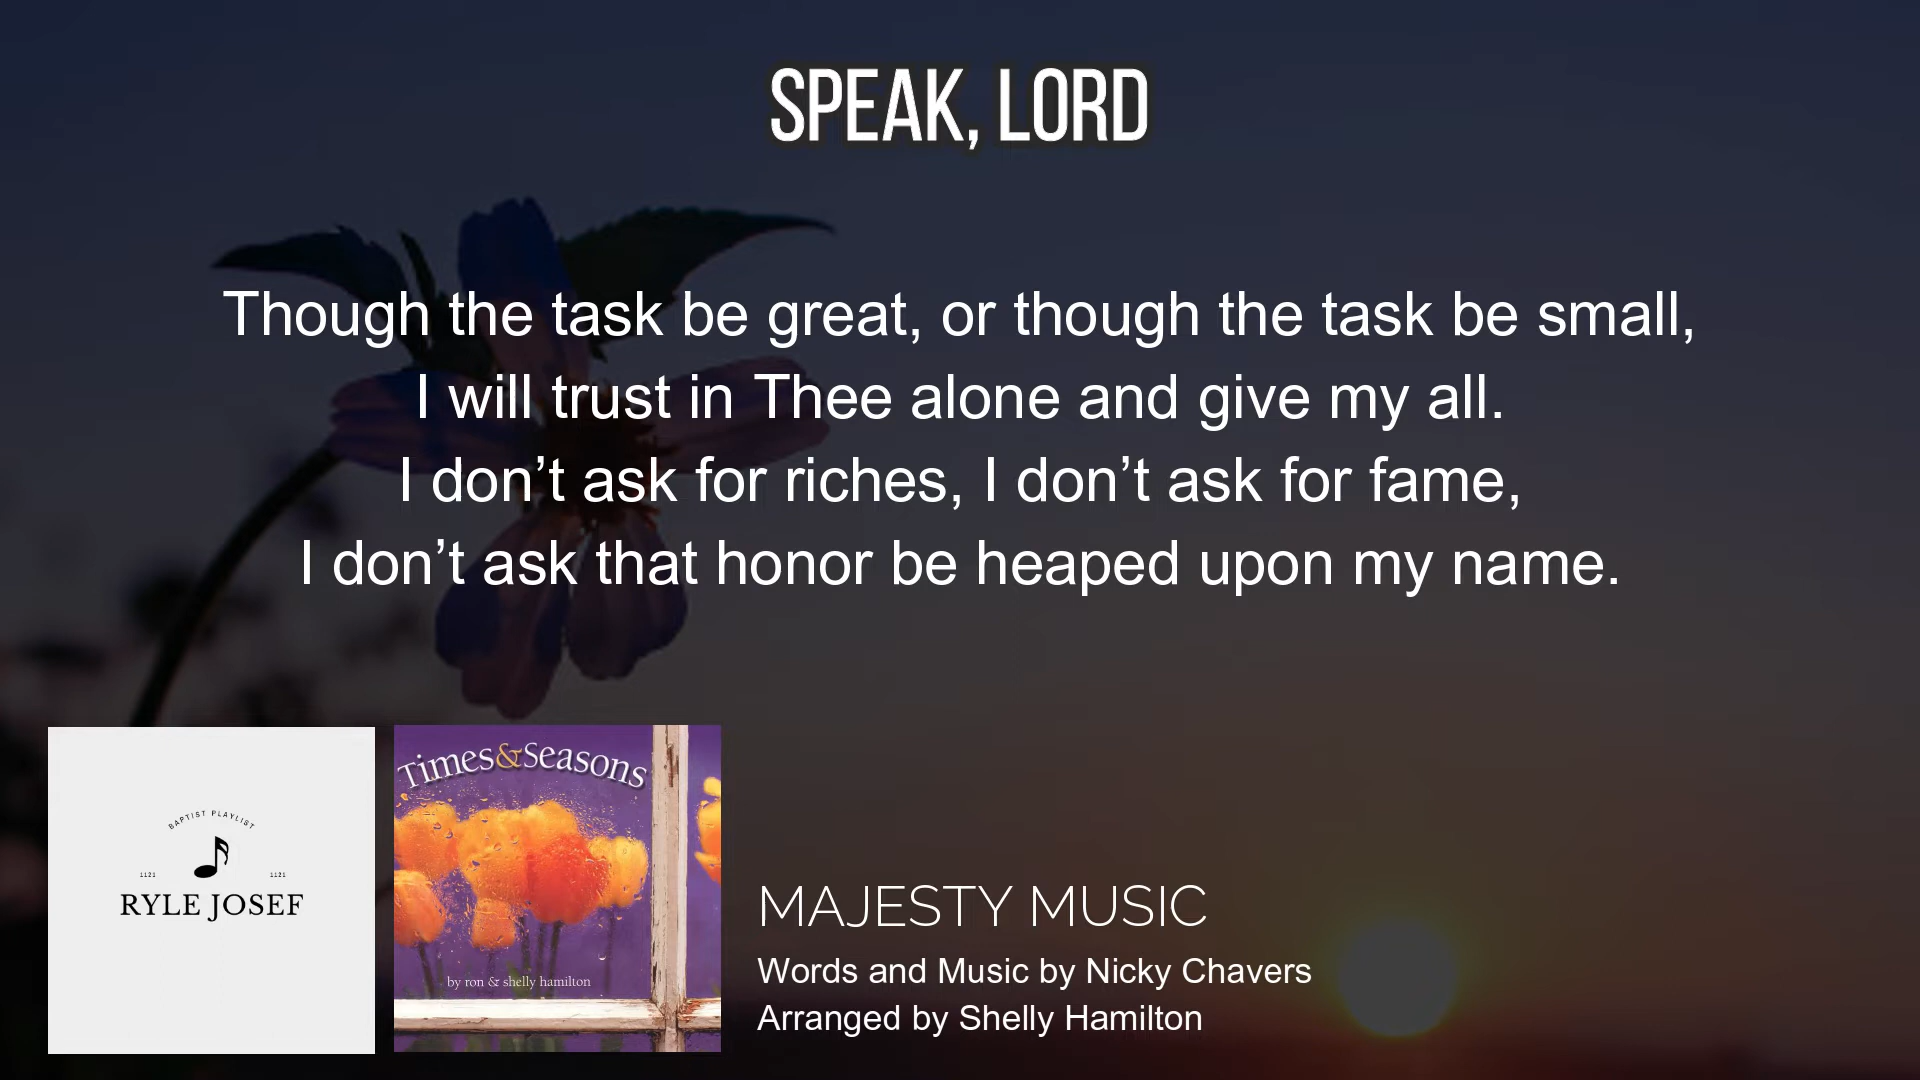 SPEAK, LORD
Though the task be great, or though the task be small,
I will trust in Thee alone and give my all.
I don’t ask for riches, I don’t ask for fame,
I don’t ask that honor be heaped upon my name.
BAPTIST PLAYLIST
1121 1121
RYLE JOSEF
Times&Seasons
by ron & shelly hamilton
MAJESTY MUSIC
Words and Music by Nicky Chavers
Arranged by Shelly Hamilton